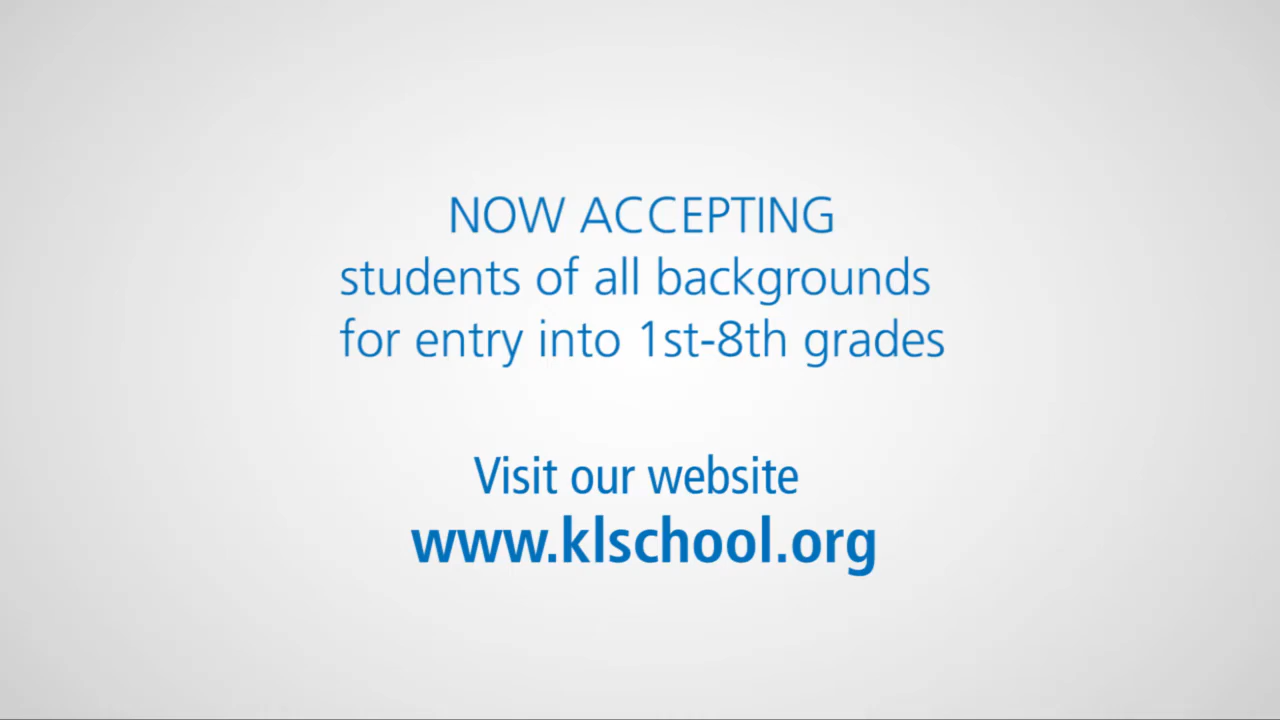 NOW ACCEPTING
students of all backgrounds
for entry into 1st-8th grades
Visit our website
www.klschool.org